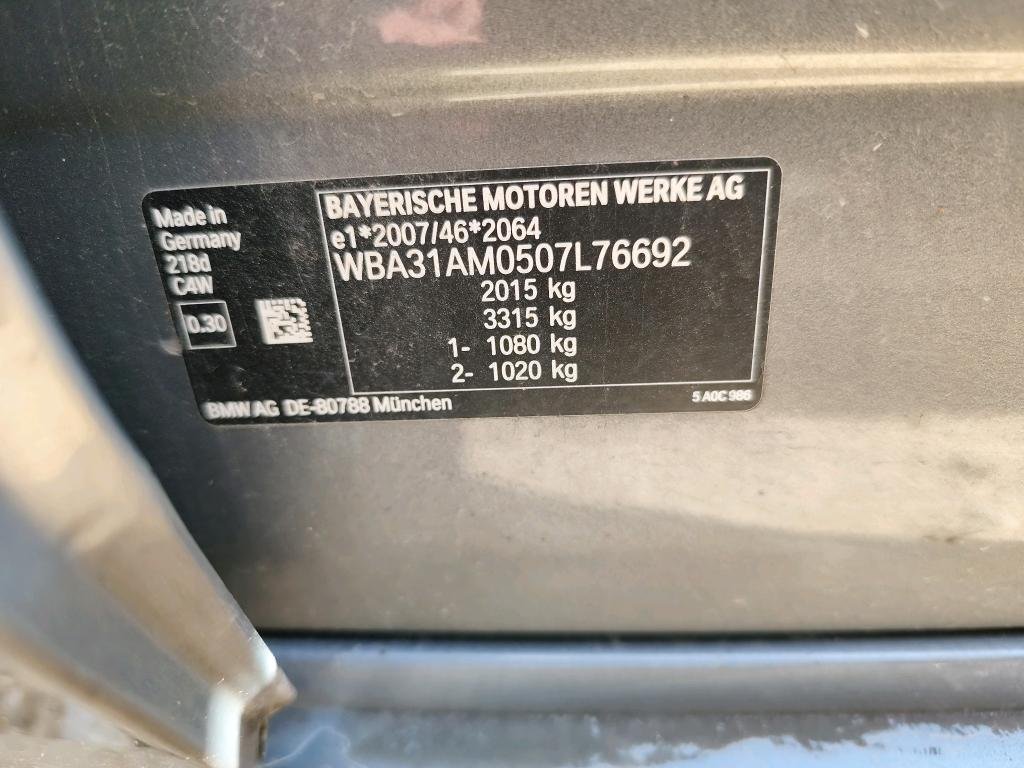 Made in
Germany
218d
C4W
0.30
BAYERISCHE MOTOREN WERKE AG
e1*2007/46*2064
WBA31AM0507L76692
2015 kg
3315 kg
1- 1080 kg
2- 1020 kg
BMW AG DE-80788 München
5 A0C 986